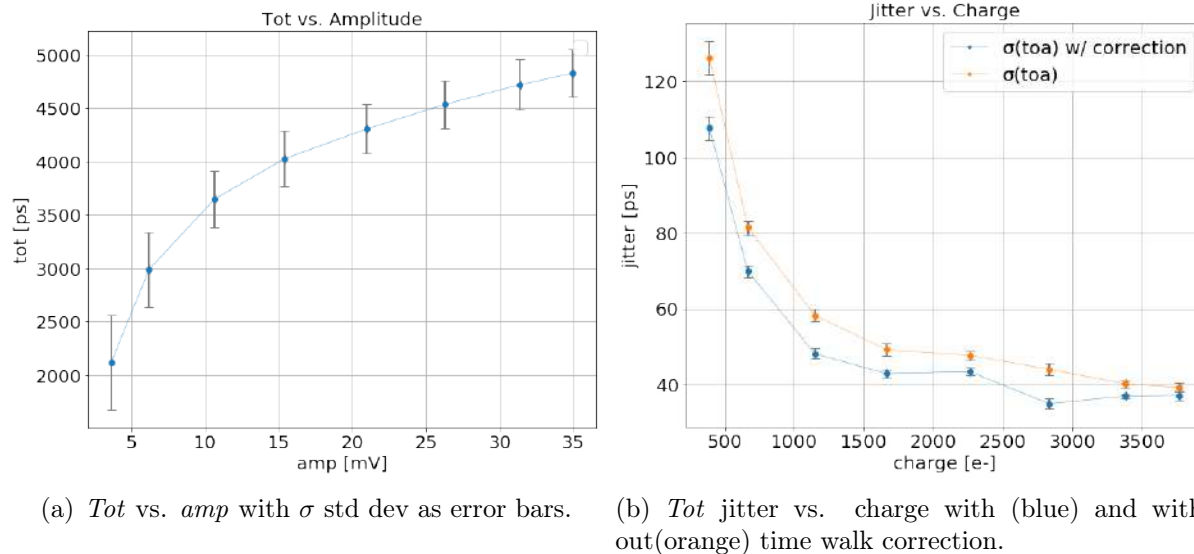 Tot vs. Amplitude
5000
4500
4000
3500
3000
2500
2000
tot [ps]
5 10 15 20 25 30 35
amp [mV]
Jitter vs. Charge
σ(toa) w/ correction
σ(toa)
120
100
80
60
40
jitter [ps]
500 1000 1500 2000 2500 3000 3500
charge [e-]
(a) Tot vs. amp with σ std dev as error bars.
(b) Tot jitter vs. charge with (blue) and with
out(orange) time walk correction.